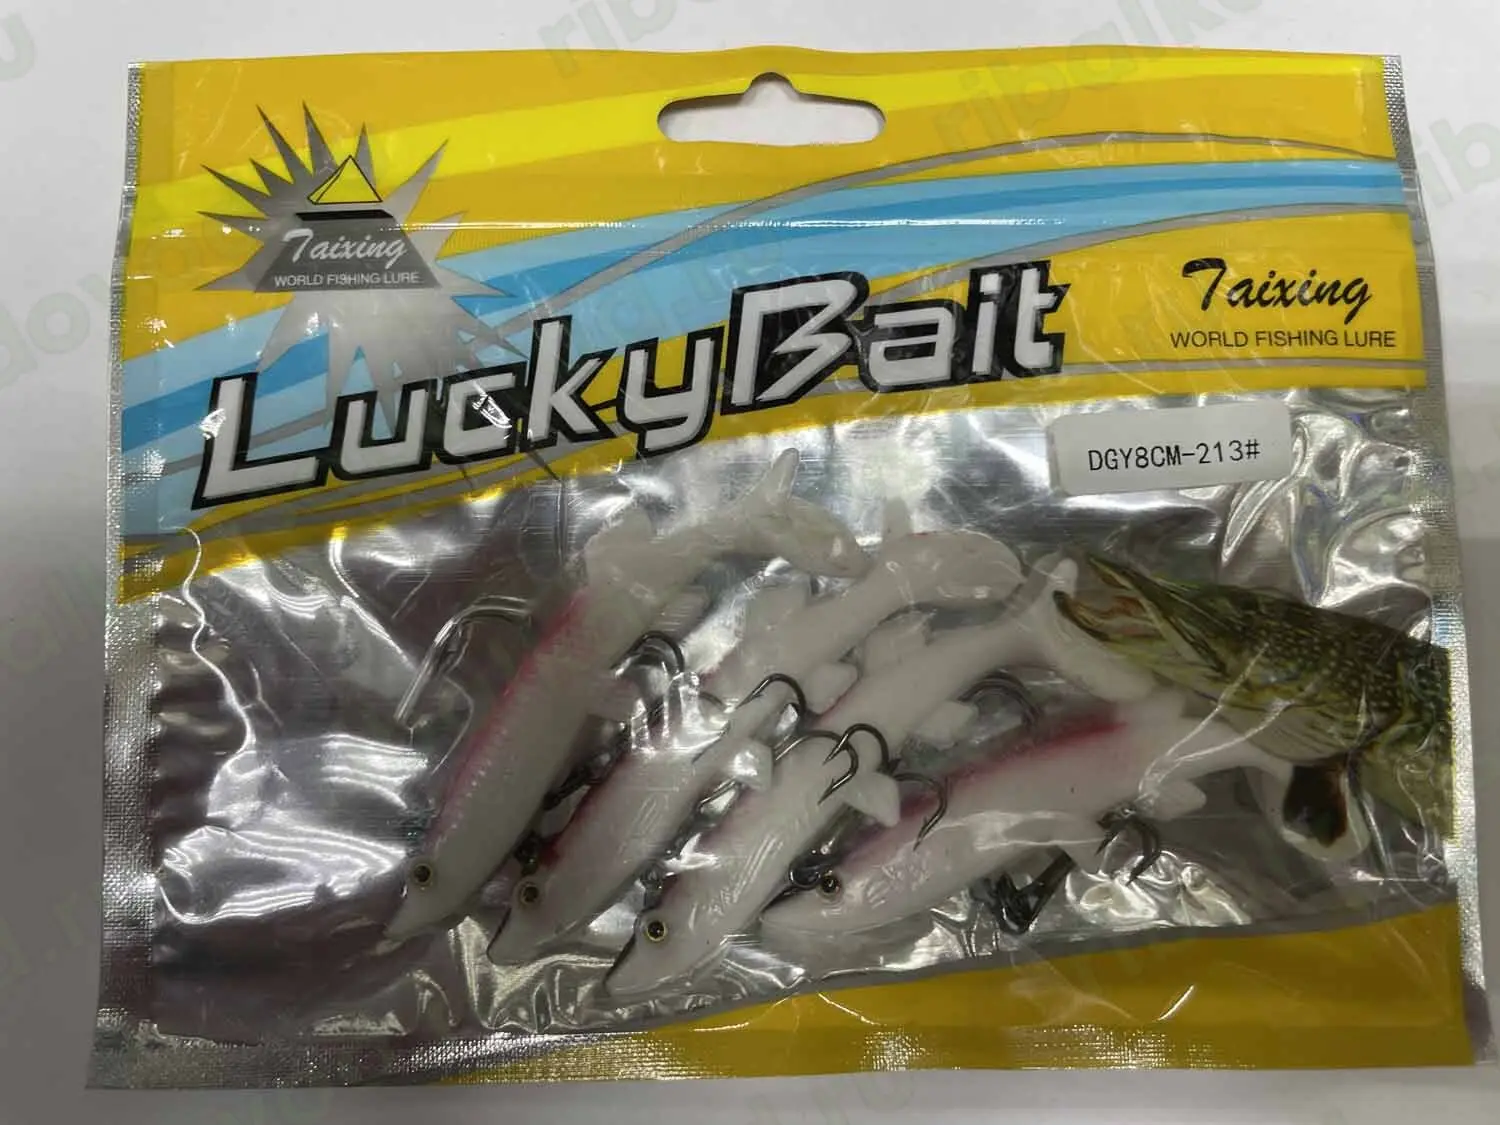 Taixing
WORLD FISHING LURE
LuckyBait
Taixing
WORLD FISHING LURE
DGY8CM-213#